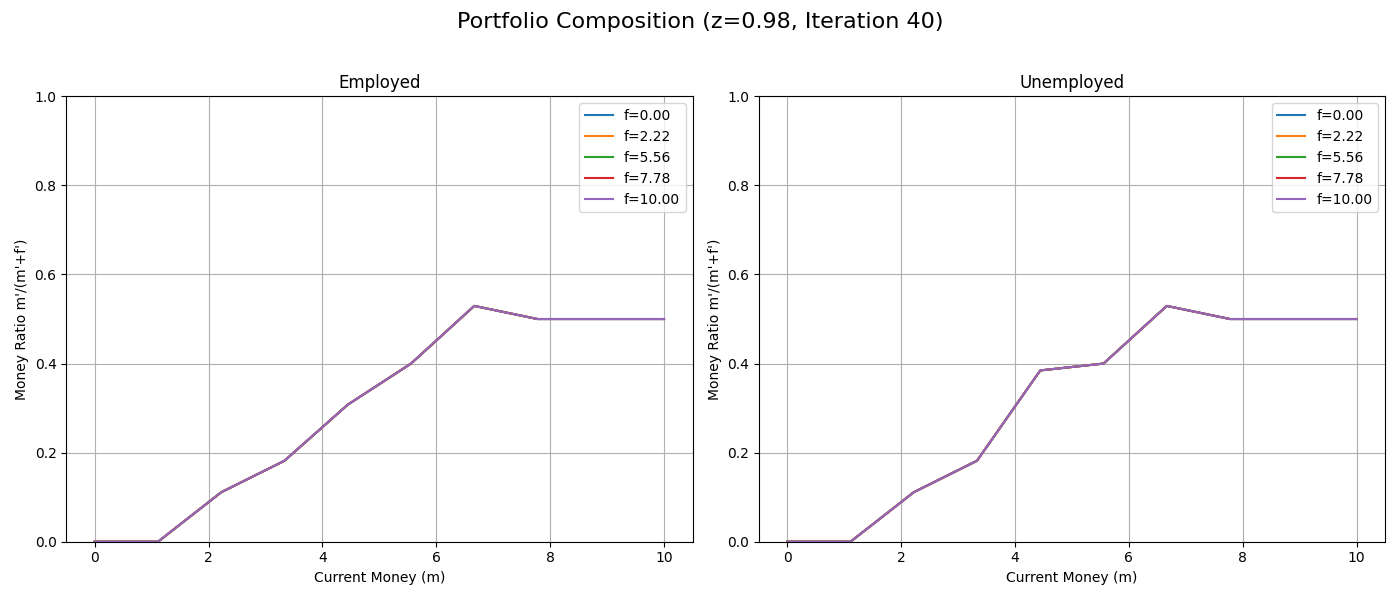 Portfolio Composition (z=0.98, Iteration 40)
Employed
1.0
0.8
0.6
0.4
0.2
0.0
Money Ratio m'/(m'+f')
0 2 4 6 8 10
Current Money (m)
f=0.00
f=2.22
f=5.56
f=7.78
f=10.00
Unemployed
1.0
0.8
0.6
0.4
0.2
0.0
Money Ratio m'/(m'+f')
0 2 4 6 8 10
Current Money (m)
f=0.00
f=2.22
f=5.56
f=7.78
f=10.00